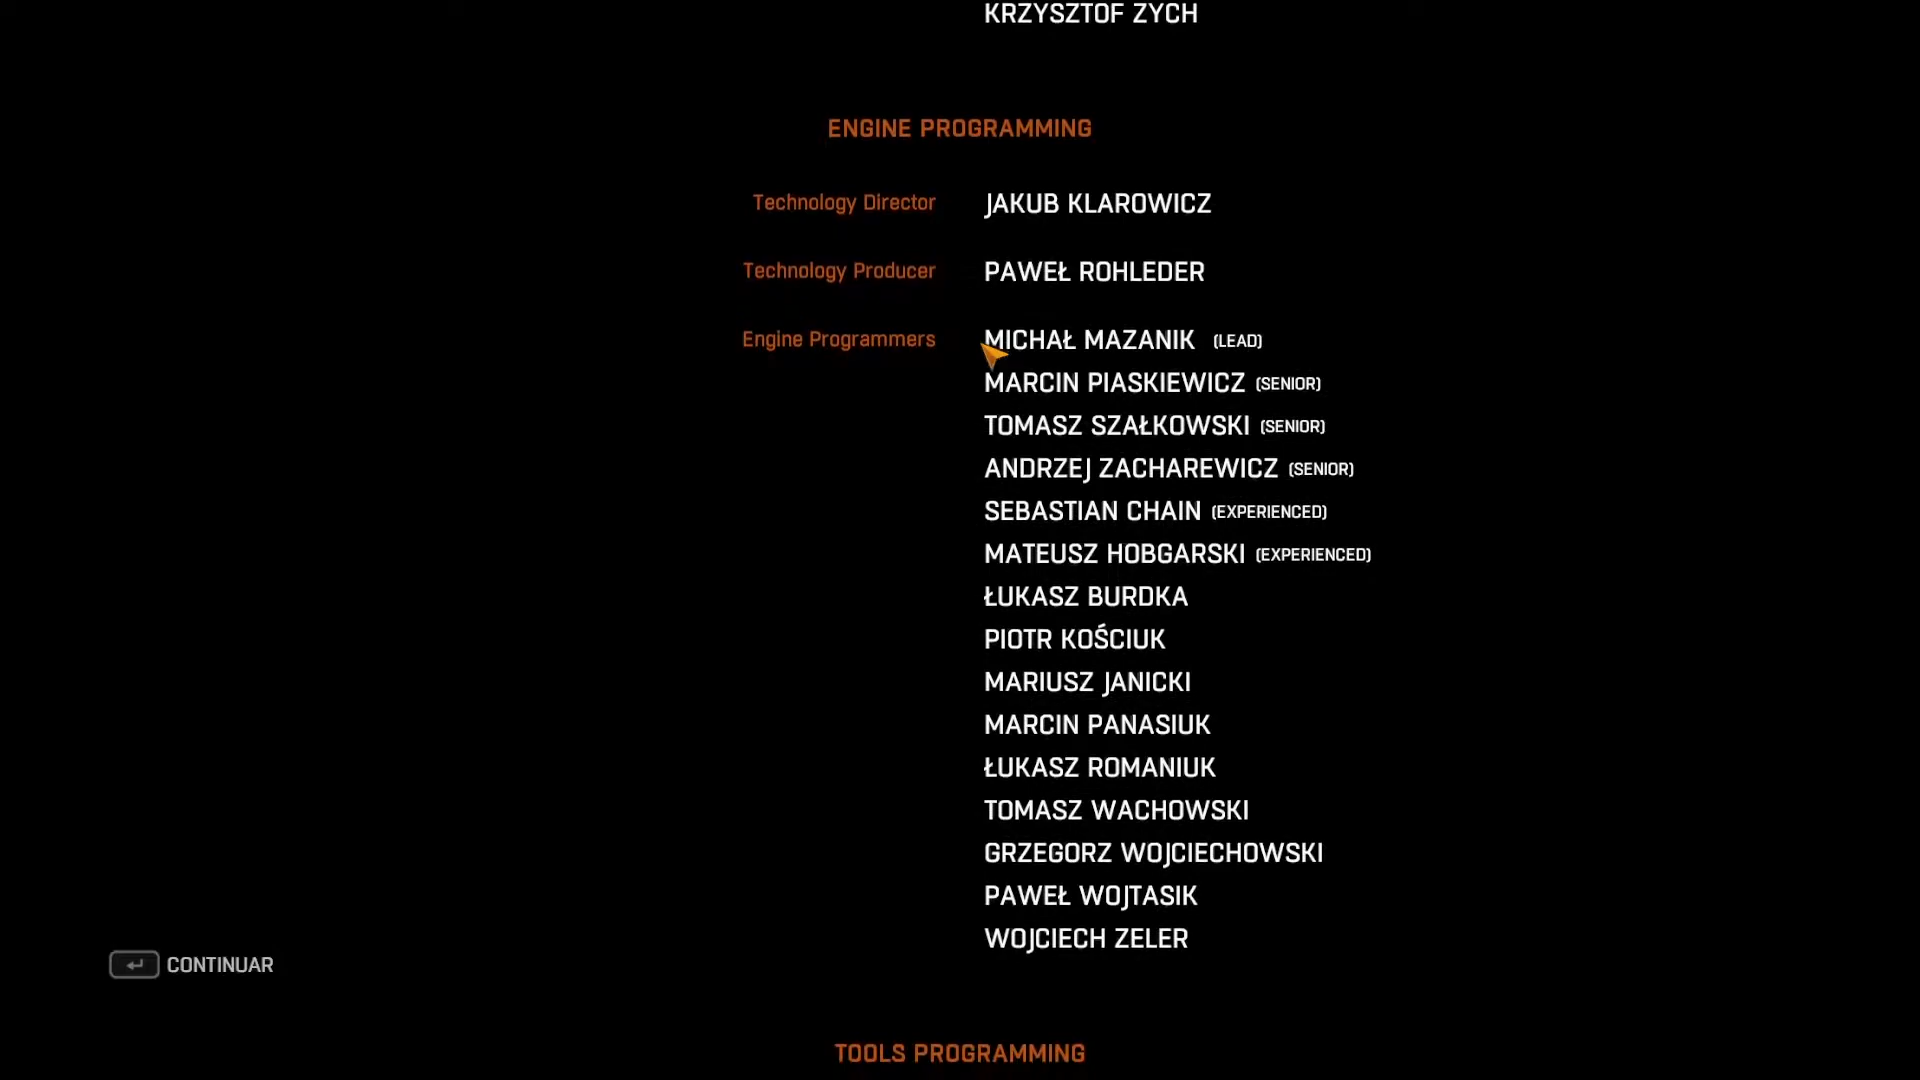 KRZYSZTOF ZYCH
ENGINE PROGRAMMING
Technology Director JAKUB KLAROWICZ
Technology Producer PAWEŁ ROHLEDER
Engine Programmers MICHAŁ MAZANIK (LEAD)
MARCIN PIASKIEWICZ (SENIOR)
TOMASZ SZAŁKOWSKI (SENIOR)
ANDRZEJ ZACHAREWICZ (SENIOR)
SEBASTIAN CHAIN (EXPERIENCED)
MATEUSZ HOBGARSKI (EXPERIENCED)
ŁUKASZ BURDKA
PIOTR KOŚCIUK
MARIUSZ JANICKI
MARCIN PANASIUK
ŁUKASZ ROMANIUK
TOMASZ WACHOWSKI
GRZEGORZ WOJCIECHOWSKI
PAWEŁ WOJTASIK
WOJCIECH ZELER
CONTINUAR
TOOLS PROGRAMMING